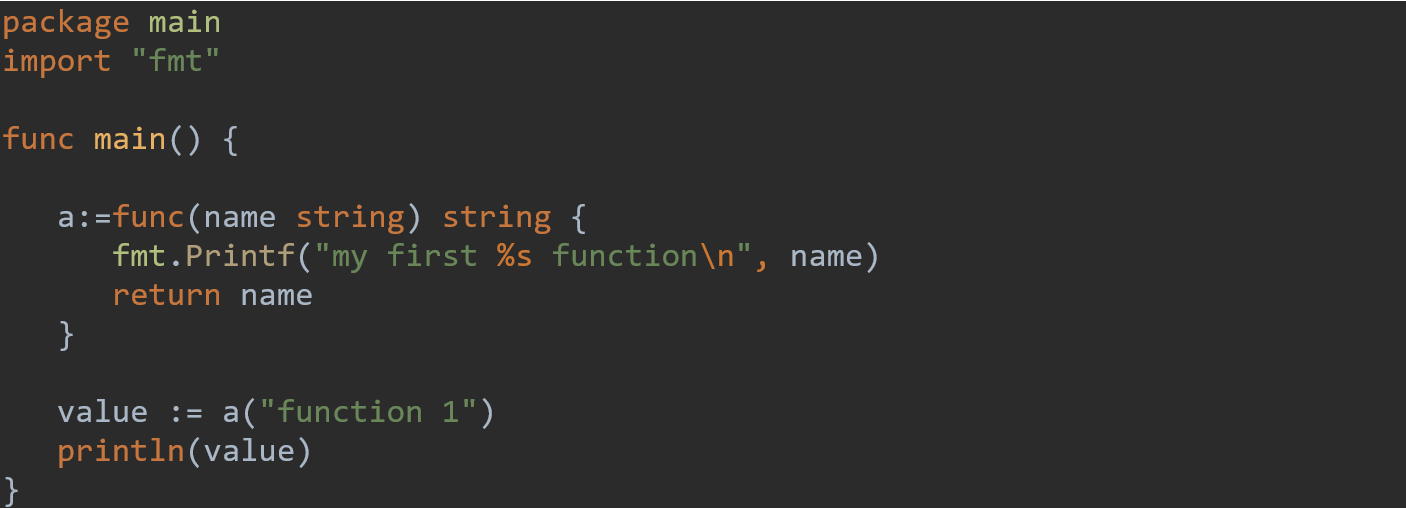 package main
import "fmt"
func main() {
a:=func(name string) string {
fmt.Printf("my first %s function\n", name)
return name
}
value := a("function 1")
println(value)
}